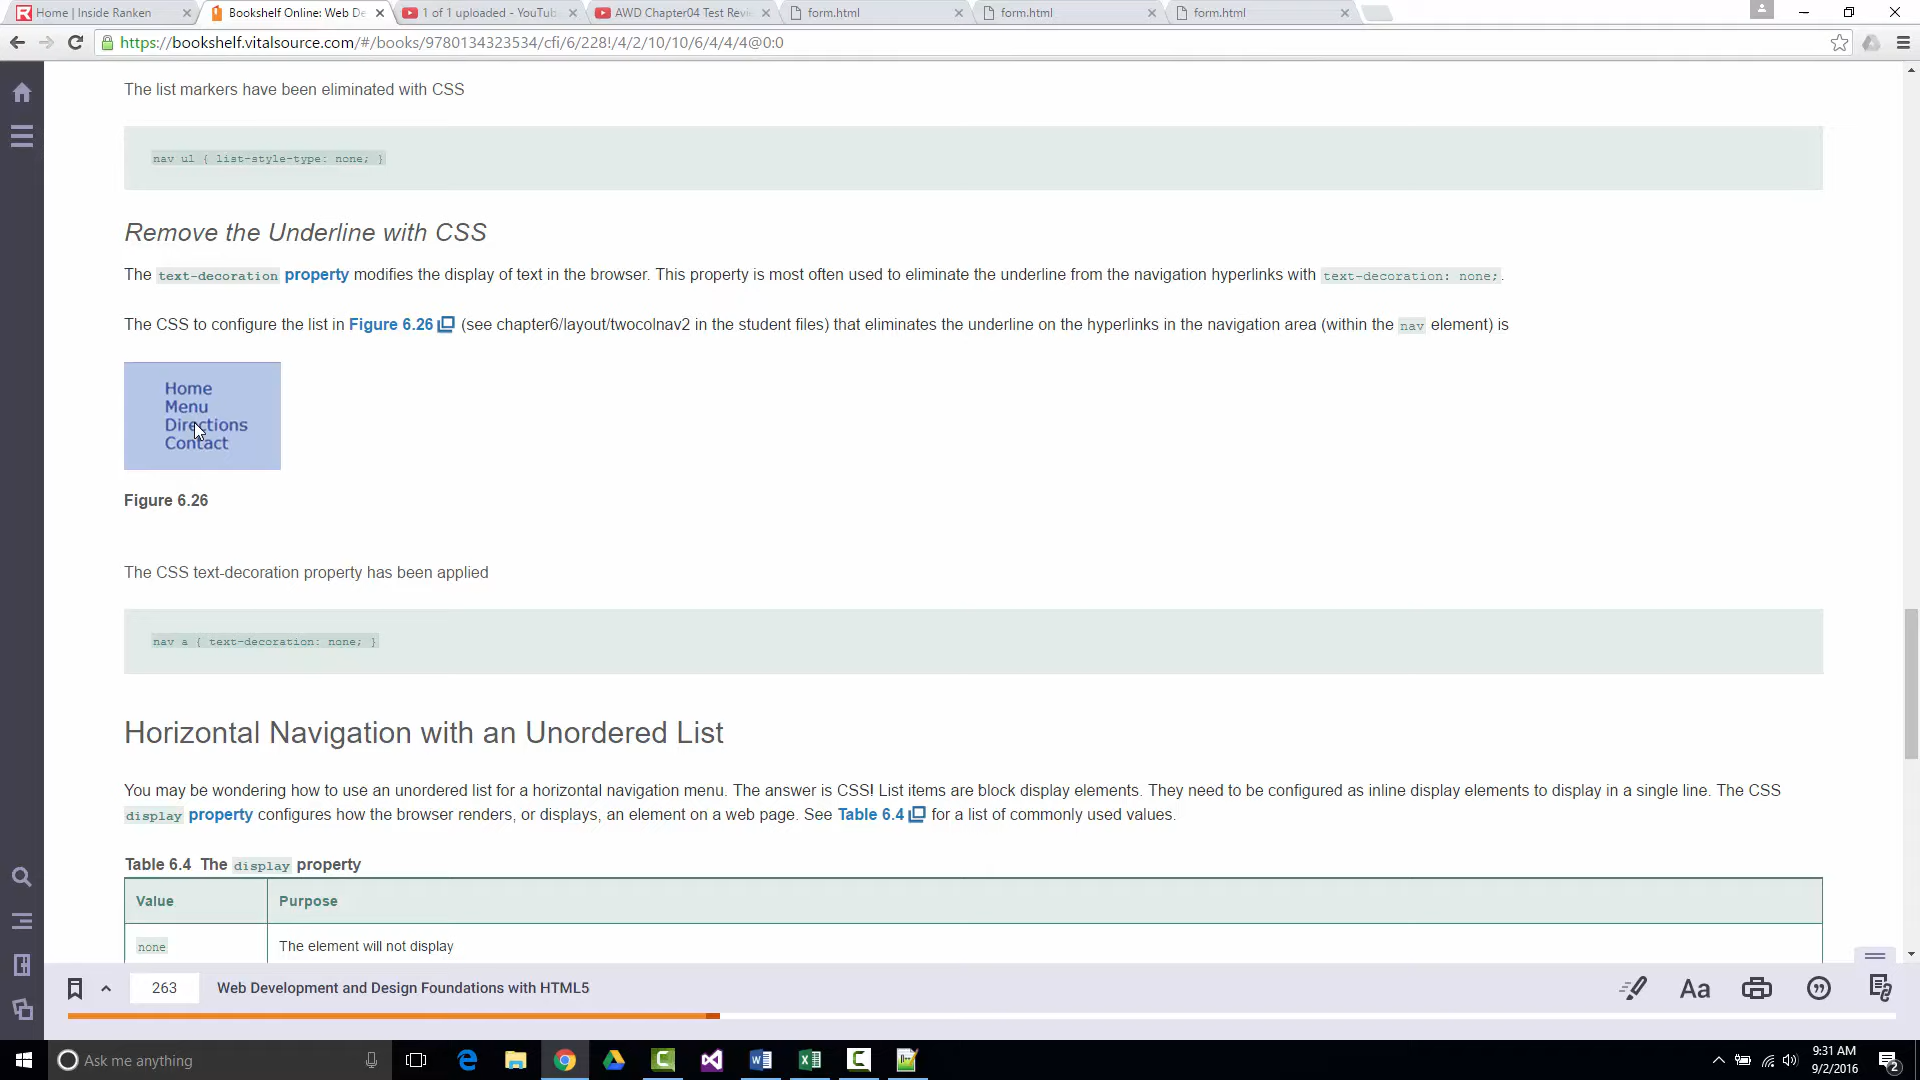 Home | Inside Ranken
Bookshelf Online: Web De
1 of 1 uploaded - YouTub
AWD Chapter04 Test Revi
form.html
form.html
form.html
https://bookshelf.vitalsource.com/#/books/9780134323534/cfi/6/228!/4/2/10/10/6/4/4/4@0:0
The list markers have been eliminated with CSS
nav ul { list-style-type: none; }
Remove the Underline with CSS
The text-decoration property modifies the display of text in the browser. This property is most often used to eliminate the underline from the navigation hyperlinks with text-decoration: none;.
The CSS to configure the list in Figure 6.26 (see chapter6/layout/twocolnav2 in the student files) that eliminates the underline on the hyperlinks in the navigation area (within the nav element) is
Home
Menu
Directions
Contact
Figure 6.26
The CSS text-decoration property has been applied
nav a { text-decoration: none; }
Horizontal Navigation with an Unordered List
You may be wondering how to use an unordered list for a horizontal navigation menu. The answer is CSS! List items are block display elements. They need to be configured as inline display elements to display in a single line. The CSS
display property configures how the browser renders, or displays, an element on a web page. See Table 6.4 for a list of commonly used values.
Table 6.4 The display property
Value Purpose
none The element will not display
263 Web Development and Design Foundations with HTML5
Aa
Ask me anything
9:31 AM
9/2/2016
2